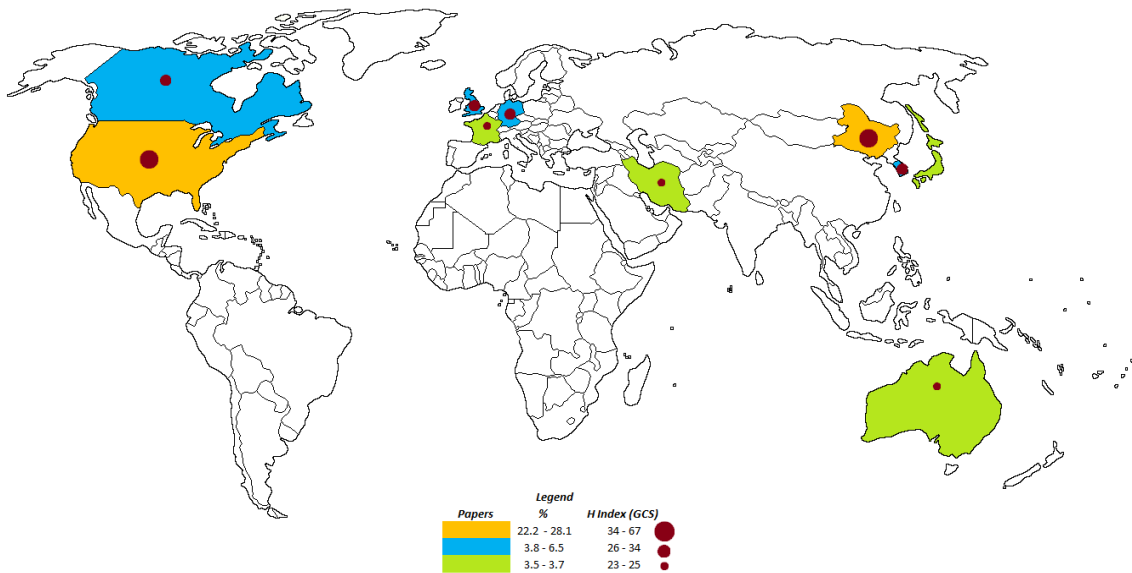 Legend
Papers % H Index (GCS)
22.2 - 28.1 34 - 67
3.8 - 6.5 26 - 34
3.5 - 3.7 23 - 25